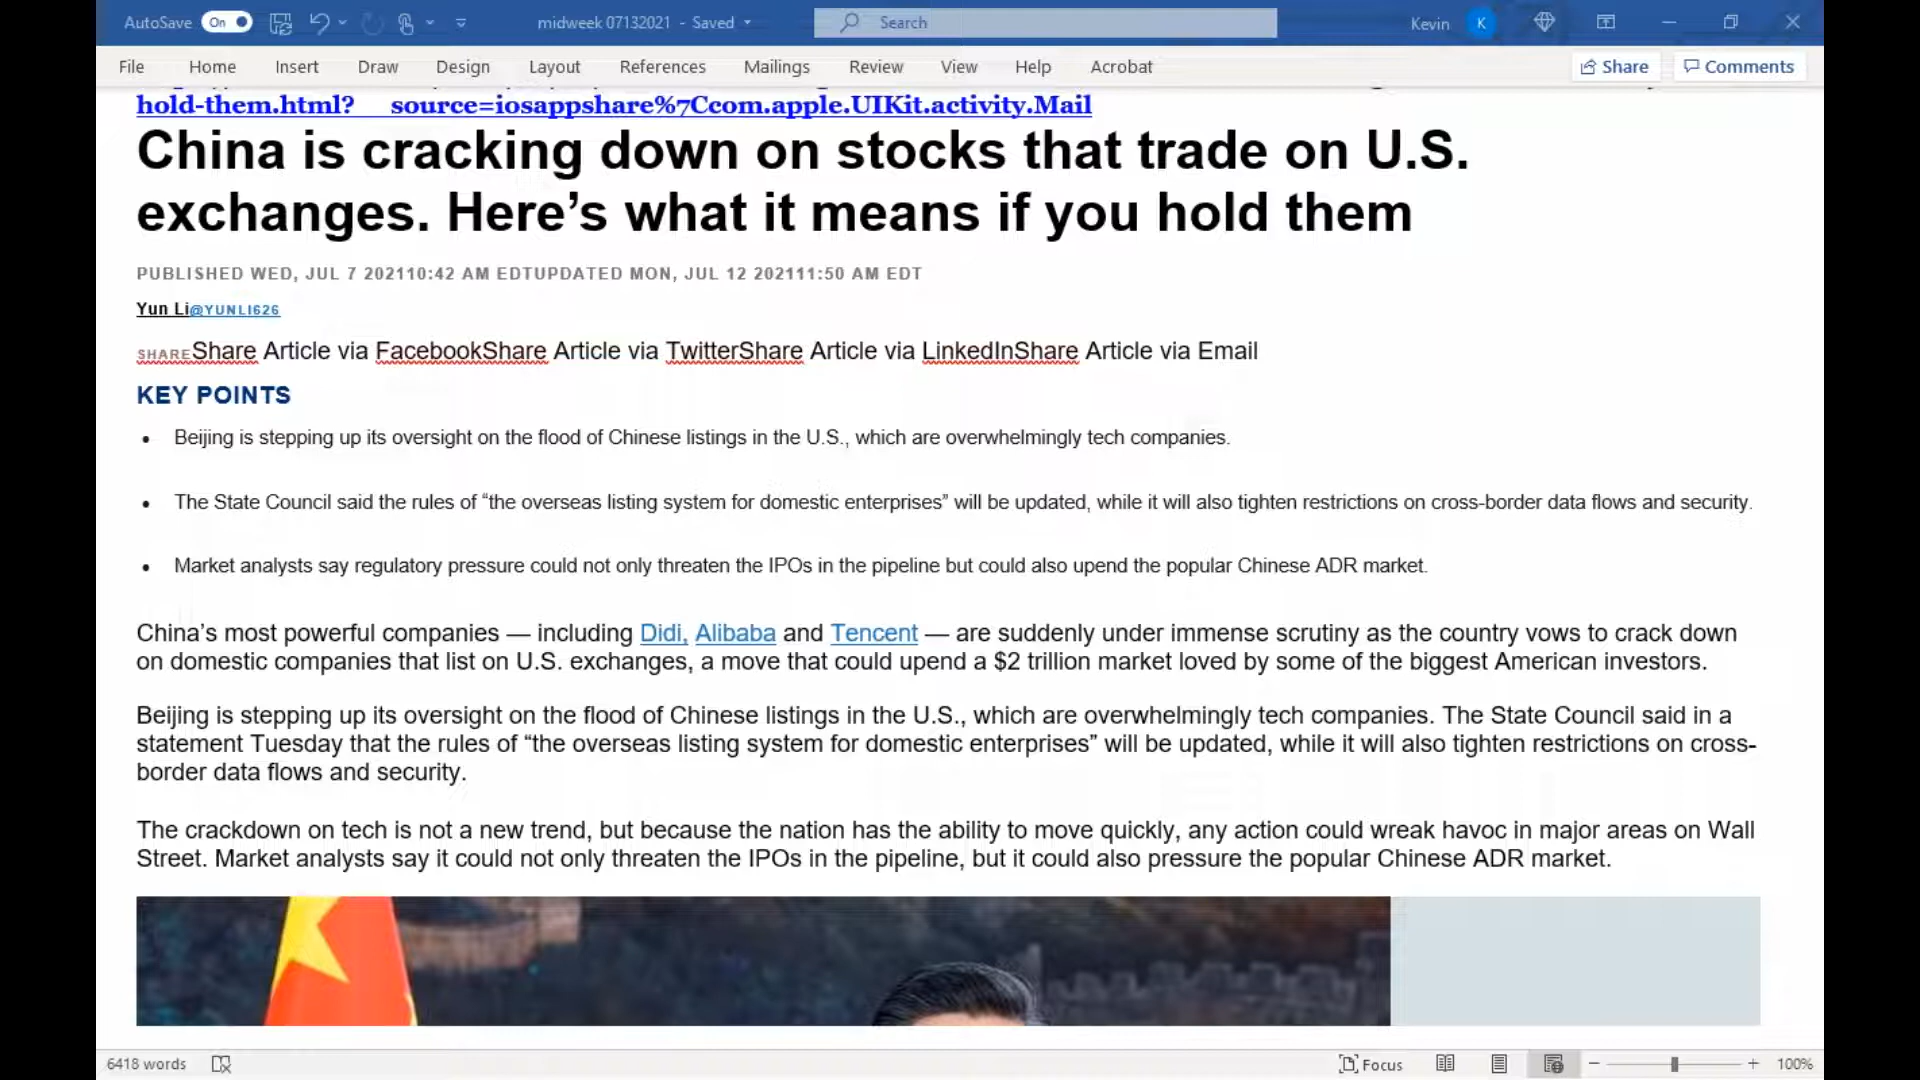 AutoSave On midweek 07132021 - Saved Search Kevin K
File Home Insert Draw Design Layout References Mailings Review View Help Acrobat Share Comments
hold-them.html?__source=iosappshare%7Ccom.apple.UIKit.activity.Mail
China is cracking down on stocks that trade on U.S.
exchanges. Here’s what it means if you hold them
PUBLISHED WED, JUL 7 202110:42 AM EDTUPDATED MON, JUL 12 202111:50 AM EDT
Yun Li@YUNLI626
SHAREShare Article via FacebookShare Article via TwitterShare Article via LinkedInShare Article via Email
KEY POINTS
• Beijing is stepping up its oversight on the flood of Chinese listings in the U.S., which are overwhelmingly tech companies.
• The State Council said the rules of “the overseas listing system for domestic enterprises” will be updated, while it will also tighten restrictions on cross-border data flows and security.
• Market analysts say regulatory pressure could not only threaten the IPOs in the pipeline but could also upend the popular Chinese ADR market.
China’s most powerful companies — including Didi, Alibaba and Tencent — are suddenly under immense scrutiny as the country vows to crack down
on domestic companies that list on U.S. exchanges, a move that could upend a $2 trillion market loved by some of the biggest American investors.
Beijing is stepping up its oversight on the flood of Chinese listings in the U.S., which are overwhelmingly tech companies. The State Council said in a
statement Tuesday that the rules of “the overseas listing system for domestic enterprises” will be updated, while it will also tighten restrictions on cross-
border data flows and security.
The crackdown on tech is not a new trend, but because the nation has the ability to move quickly, any action could wreak havoc in major areas on Wall
Street. Market analysts say it could not only threaten the IPOs in the pipeline, but it could also pressure the popular Chinese ADR market.
6418 words Focus 100%